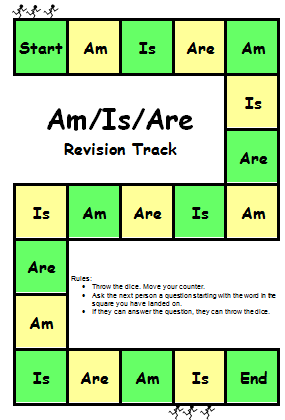 Start Am Is Are Am
Is
Am/Is/Are
Revision Track
Are
Is Am Are Is Am
Are
Rules:
• Throw the dice. Move your counter.
• Ask the next person a question starting with the word in the
square you have landed on.
• If they can answer the question, they can throw the dice.
Am
Is Are Am Is End